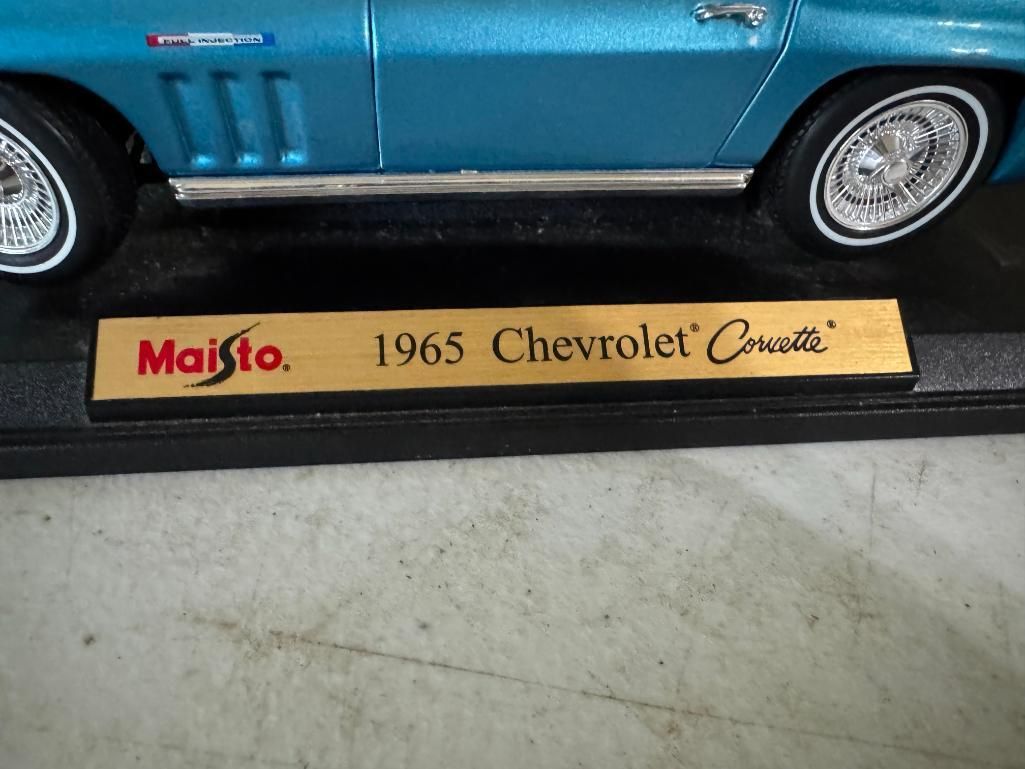 FUEL INJECTION
Maisto® 1965 Chevrolet® Corvette®